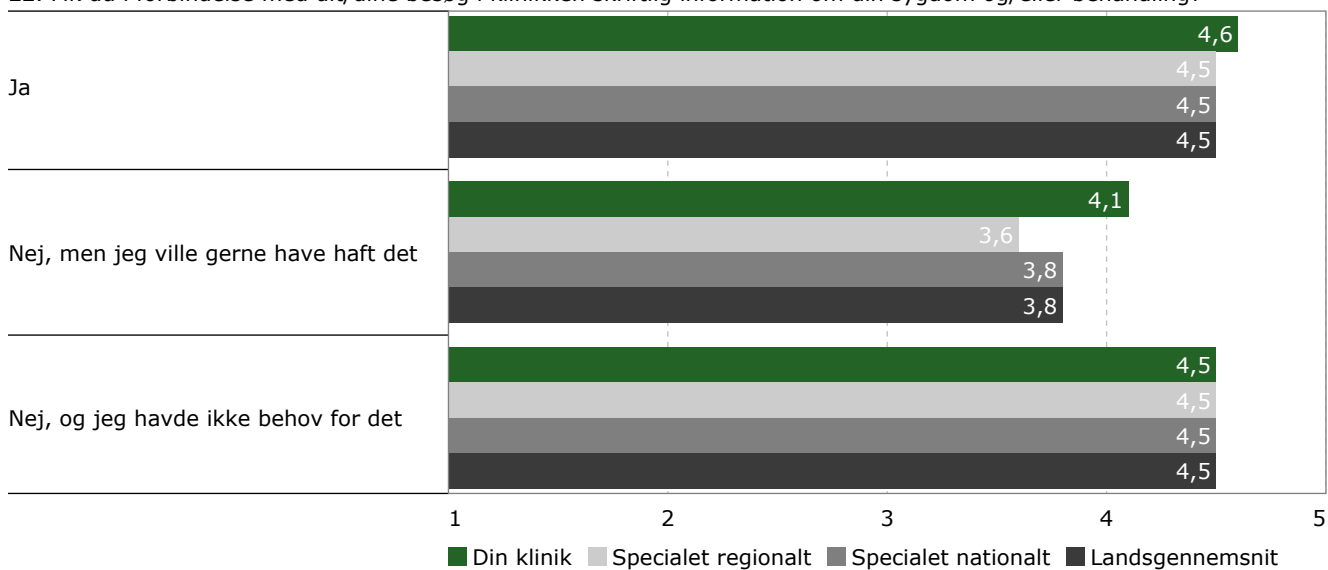 Ja
4,6
4,5
4,5
4,5
Nej, men jeg ville gerne have haft det
4,1
3,6
3,8
3,8
Nej, og jeg havde ikke behov for det
4,5
4,5
4,5
4,5
1 2 3 4 5
Din klinik Specialet regionalt Specialet nationalt Landsgennemsnit